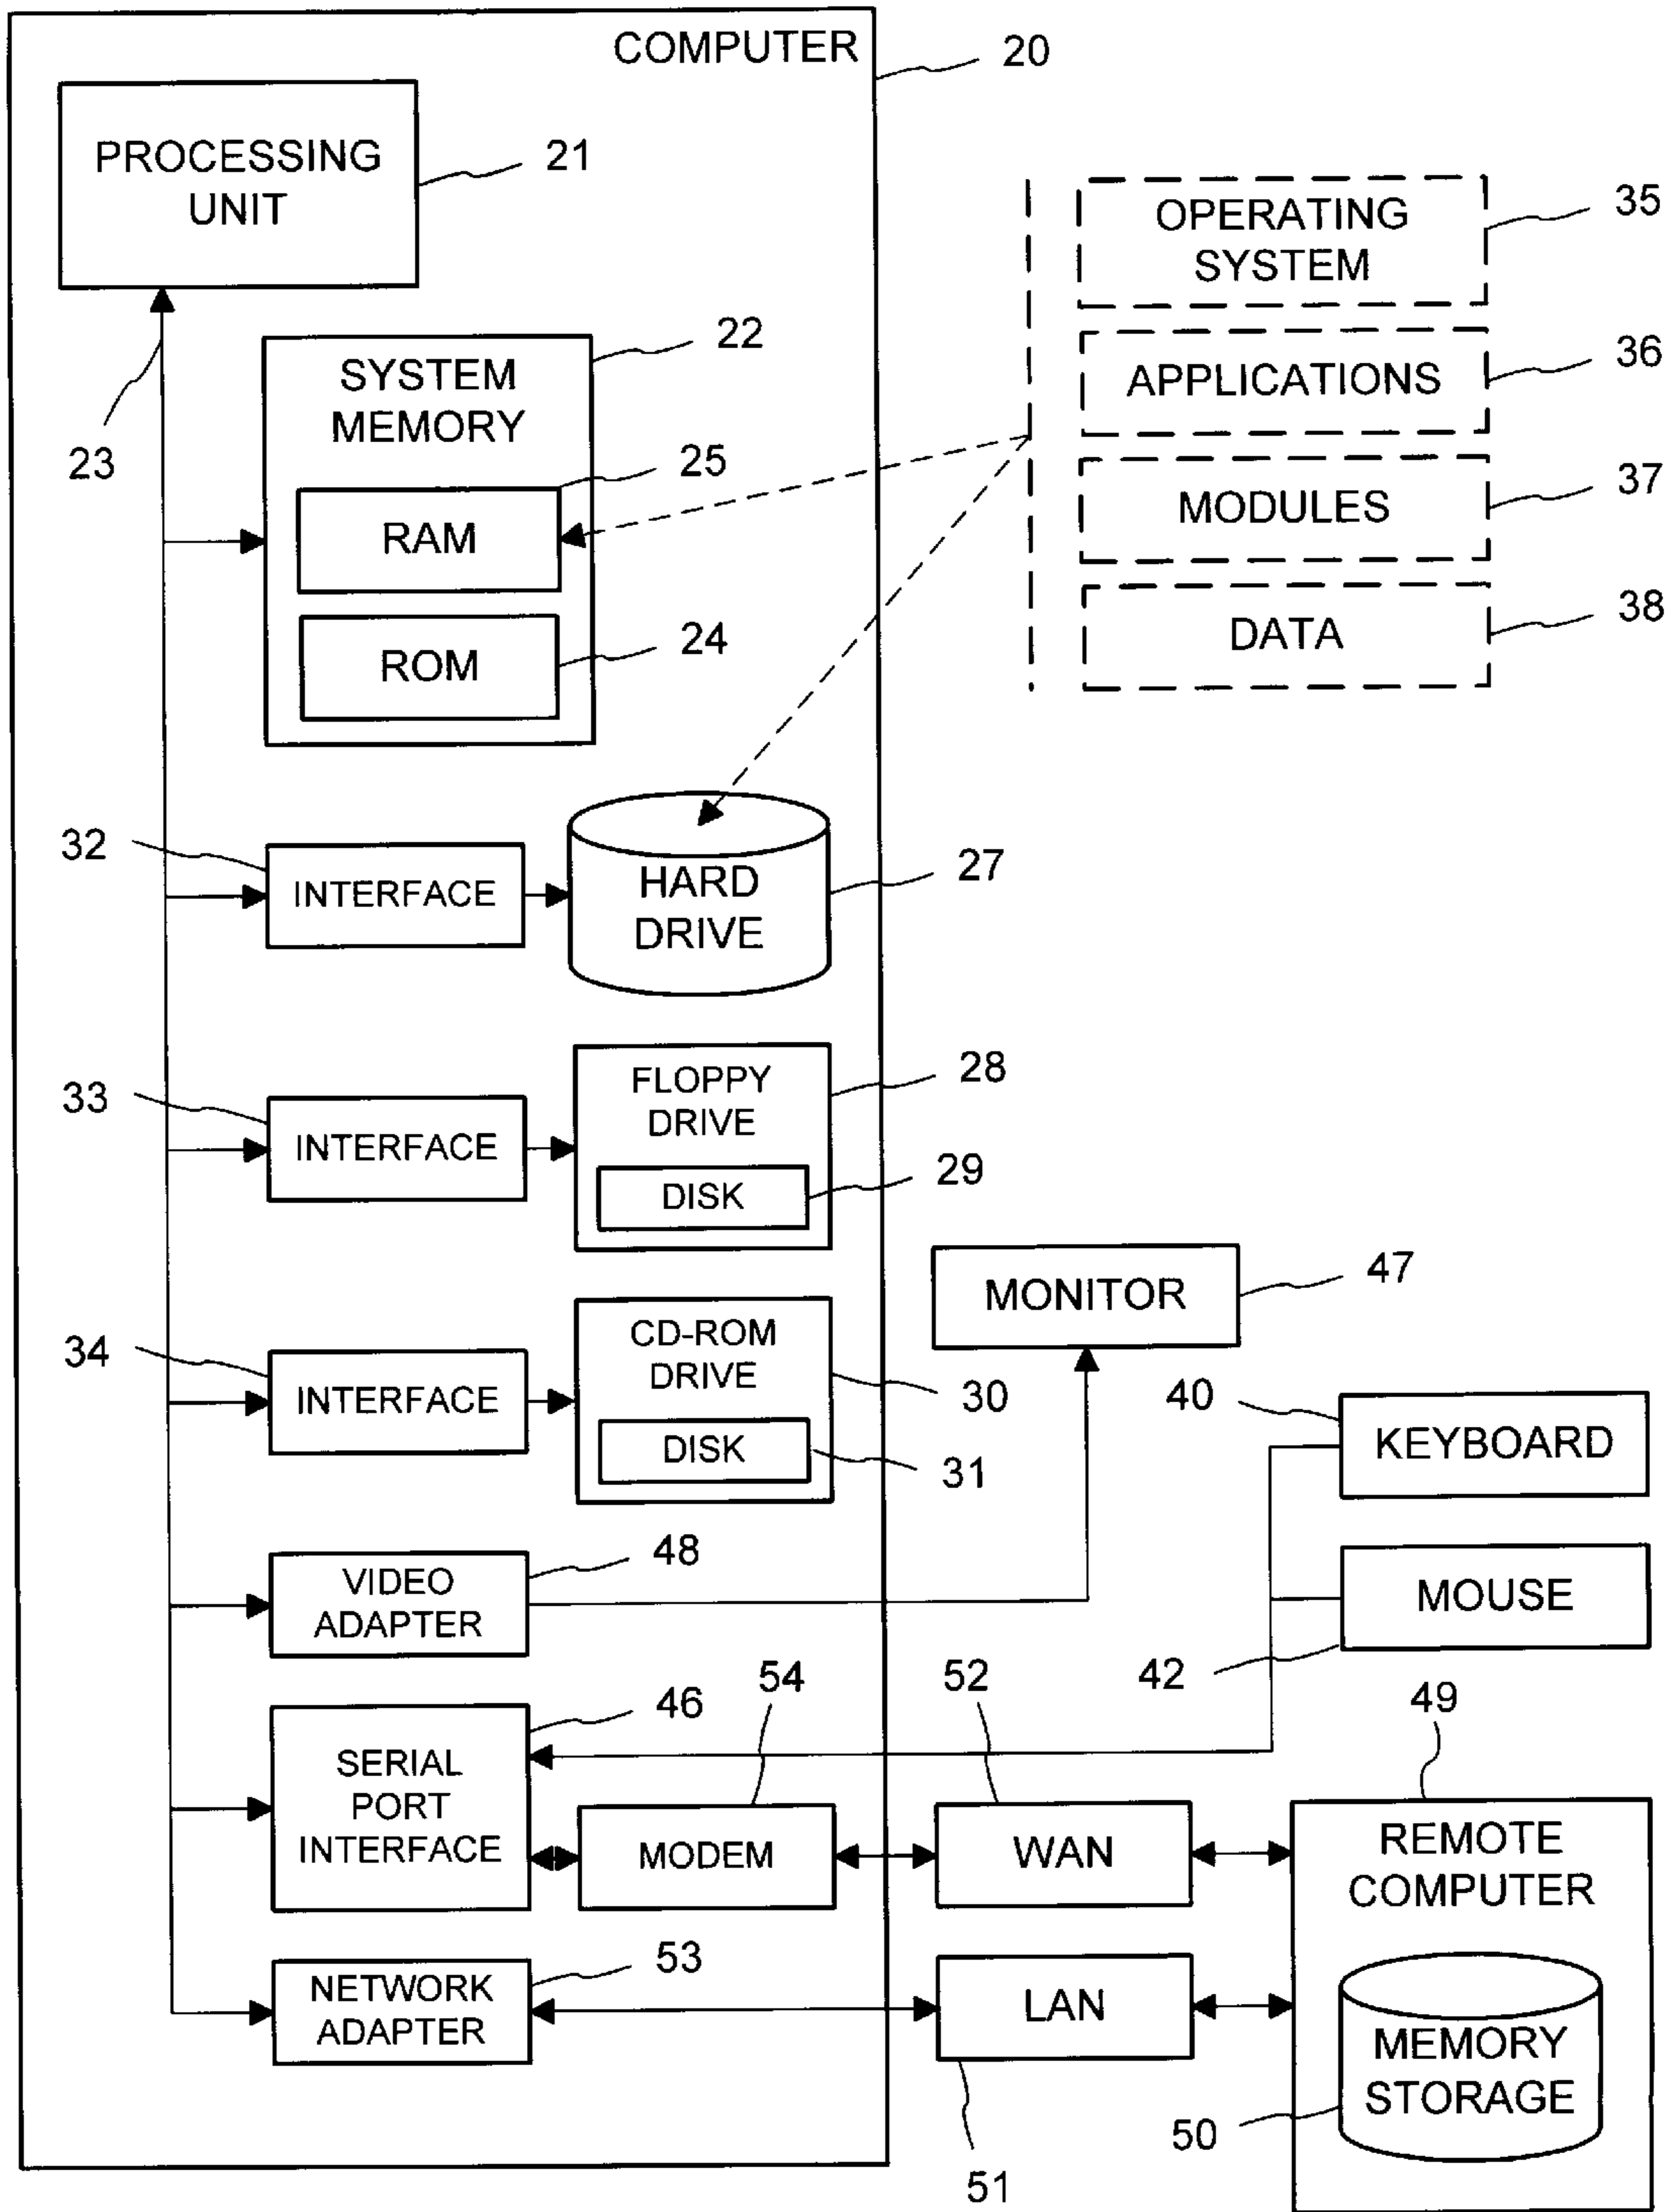 COMPUTER
20
PROCESSING
UNIT
21
23
SYSTEM
MEMORY
22
RAM
25
ROM
24
OPERATING
SYSTEM
35
APPLICATIONS
36
MODULES
37
DATA
38
32
INTERFACE
HARD
DRIVE
27
33
INTERFACE
FLOPPY
DRIVE
28
DISK
29
34
INTERFACE
CD-ROM
DRIVE
30
DISK
31
MONITOR
47
40
KEYBOARD
MOUSE
42
VIDEO
ADAPTER
48
SERIAL
PORT
INTERFACE
46
MODEM
54
WAN
52
49
REMOTE
COMPUTER
NETWORK
ADAPTER
53
LAN
51
MEMORY
STORAGE
50